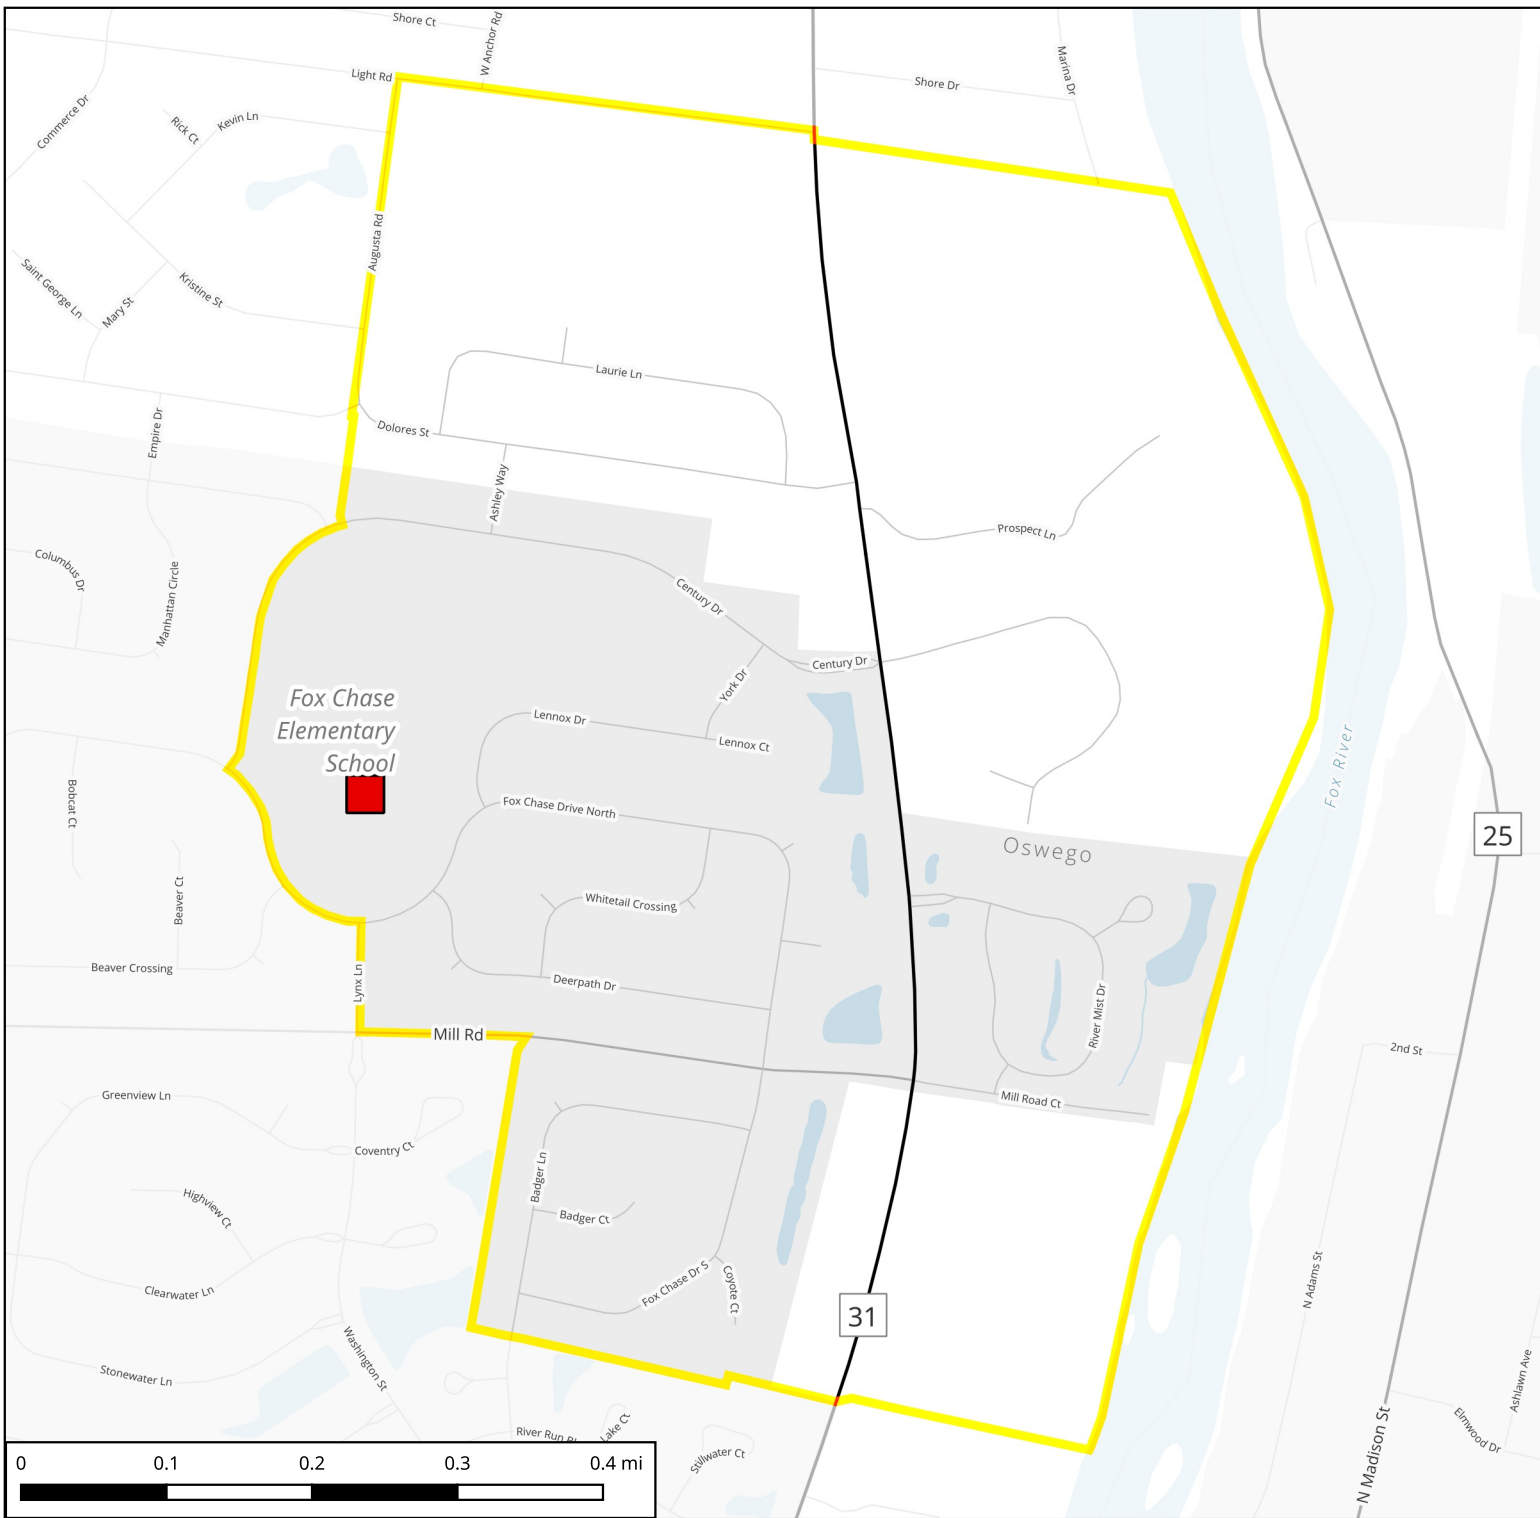 Shore Ct
W Anchor Rd
Light Rd
Shore Dr
Marina Dr
Commerce Dr
Rick Ct
Kevin Ln
Augusta Rd
Saint George Ln
Mary St
Kristine St
Laurie Ln
Empire Dr
Dolores St
Ashley Way
Prospect Ln
Columbus Dr
Manhattan Circle
Century Dr
Century Dr
York Dr
Fox Chase
Elementary
School
Lennox Dr
Lennox Ct
Fox River
Bobcat Ct
Fox Chase Drive North
Oswego
25
Beaver Ct
Whitetail Crossing
Beaver Crossing
Lynx Ln
Deerpath Dr
River Mist Dr
Mill Rd
2nd St
Greenview Ln
Mill Road Ct
Coventry Ct
Badger Ln
Highview Ct
Badger Ct
Clearwater Ln
Fox Chase Dr S
Coyote Ct
N Adams St
31
Washington St
Stonewater Ln
Ashlawn Ave
River Run
Lake Ct
Stillwater Ct
Elmwood Dr
N Madison St
0 0.1 0.2 0.3 0.4 mi